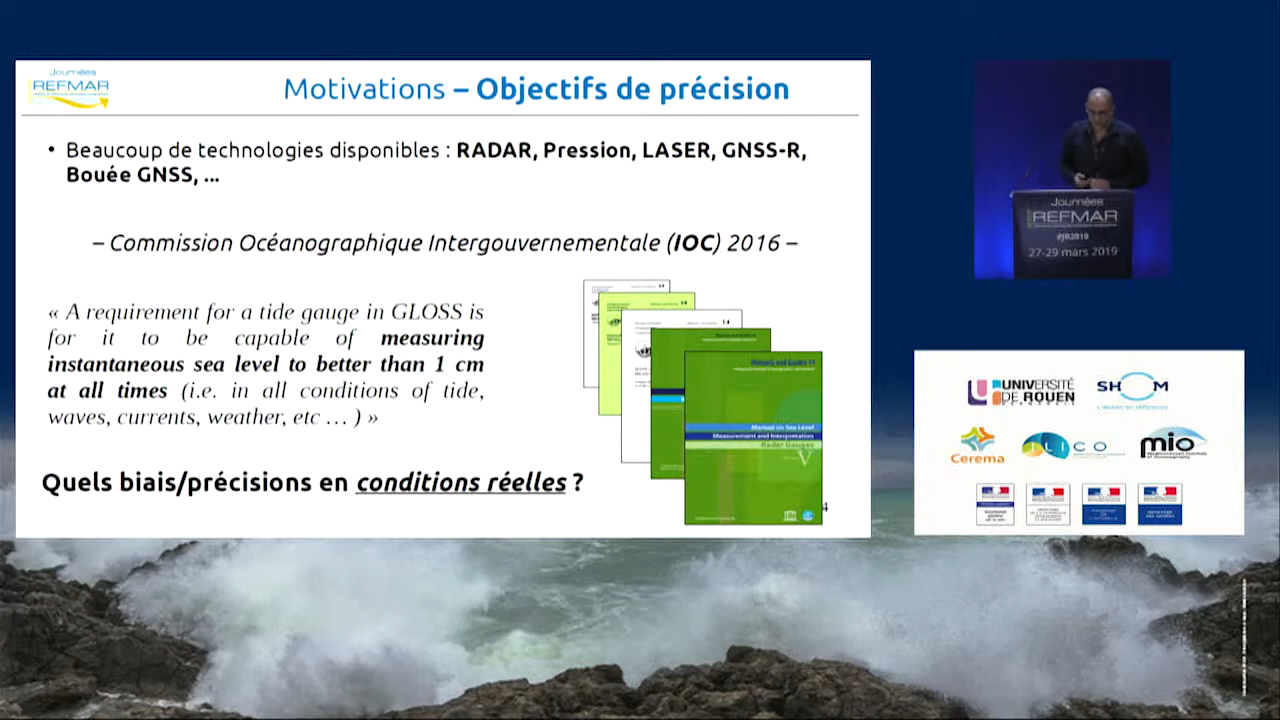 Journées
REFMAR
Motivations – Objectifs de précision
• Beaucoup de technologies disponibles : RADAR, Pression, LASER, GNSS-R,
Bouée GNSS, ...
– Commission Océanographique Intergouvernementale (IOC) 2016 –
« A requirement for a tide gauge in GLOSS is
for it to be capable of measuring
instantaneous sea level to better than 1 cm
at all times (i.e. in all conditions of tide,
waves, currents, weather, etc … ) »
Quels biais/précisions en conditions réelles ?
14
14
Manuals and Guides 14
Manual on Sea Level
Measurement and Interpretation
Radar Gauges
V
4
Journées
REFMAR
#JR2019
27-29 mars 2019
UNIVERSITÉ
DE ROUEN
SHOM
Cerema
ILICO
mio